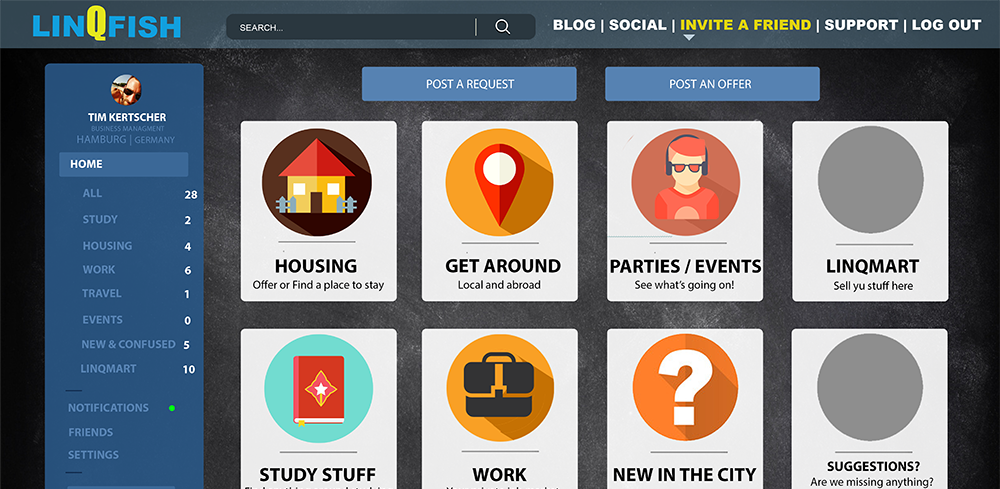 LINQFISH
SEARCH...
BLOG | SOCIAL | INVITE A FRIEND | SUPPORT | LOG OUT
TIM KERTSCHER
BUSINESS MANAGMENT
HAMBURG | GERMANY
HOME
ALL 28
STUDY 2
HOUSING 4
WORK 6
TRAVEL 1
EVENTS 0
NEW & CONFUSED 5
LINQMART 10
NOTIFICATIONS
FRIENDS
SETTINGS
POST A REQUEST
POST AN OFFER
HOUSING
Offer or Find a place to stay
GET AROUND
Local and abroad
PARTIES / EVENTS
See what's going on!
LINQMART
Sell yu stuff here
STUDY STUFF
WORK
NEW IN THE CITY
SUGGESTIONS?
Are we missing anything?